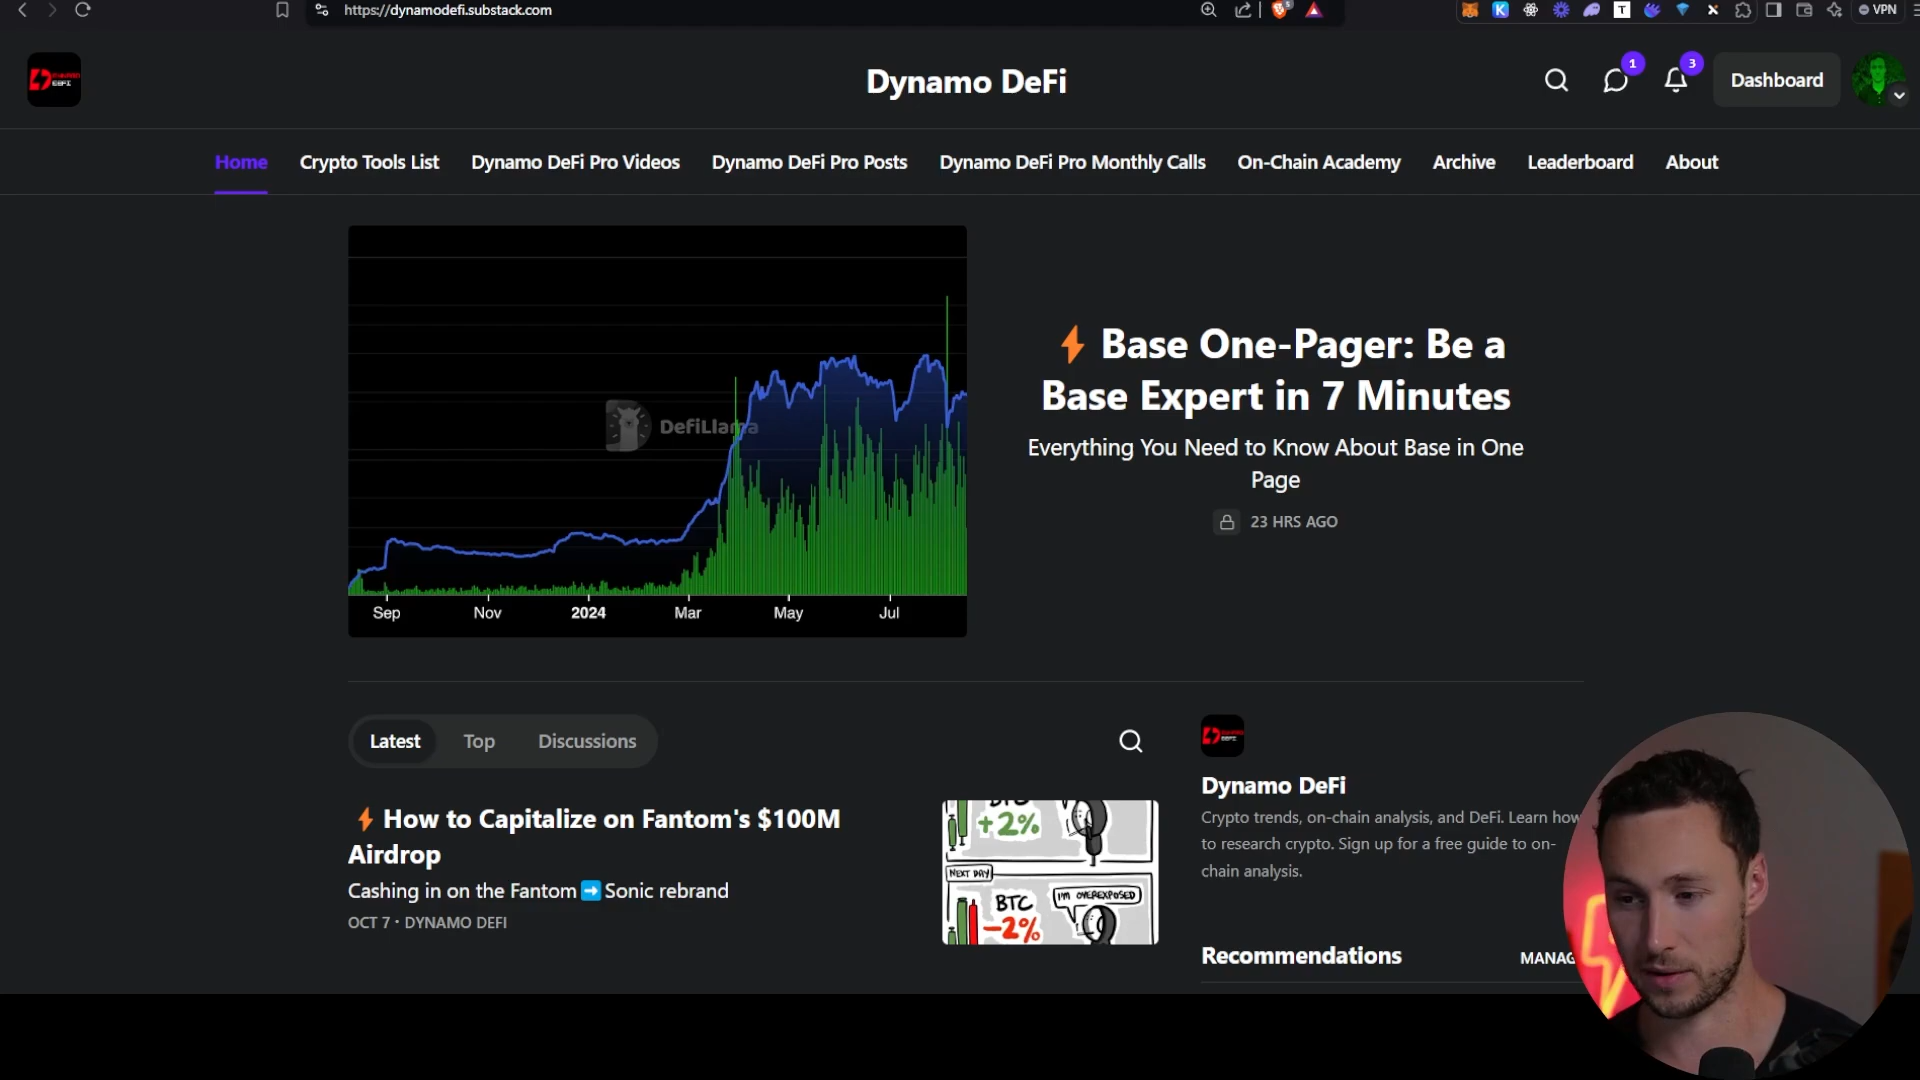 https://dynamodefi.substack.com
5
K
T
VPN
DEFI
Dynamo DeFi
1
3
Dashboard
Home
Crypto Tools List
Dynamo DeFi Pro Videos
Dynamo DeFi Pro Posts
Dynamo DeFi Pro Monthly Calls
On-Chain Academy
Archive
Leaderboard
About
DefiLlama
Sep
Nov
2024
Mar
May
Jul
⚡ Base One-Pager: Be a
Base Expert in 7 Minutes
Everything You Need to Know About Base in One
Page
23 HRS AGO
Latest
Top
Discussions
⚡ How to Capitalize on Fantom's $100M
Airdrop
Cashing in on the Fantom ➡️ Sonic rebrand
OCT 7 • DYNAMO DEFI
+2%
NEXT DAY
BTC
-2%
I'M OVEREXPOSED
Dynamo DeFi
Crypto trends, on-chain analysis, and DeFi. Learn how
to research crypto. Sign up for a free guide to on-
chain analysis.
Recommendations
MANAG